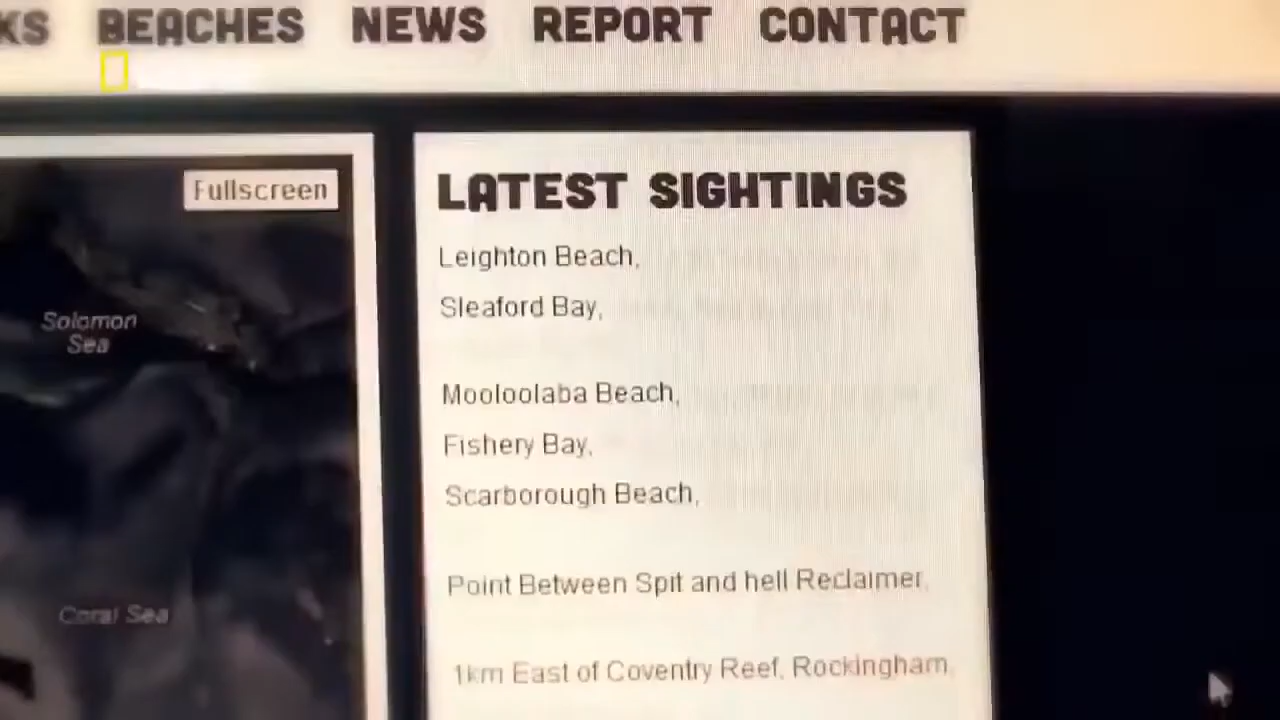 KS BEACHES NEWS REPORT CONTACT
Fullscreen
LATEST SIGHTINGS
Leighton Beach,
Sleaford Bay,
Solomon
Sea
Mooloolaba Beach,
Fishery Bay,
Scarborough Beach,
Point Between Spit and hell Reclaimer,
Coral Sea
1km East of Coventry Reef, Rockingham,